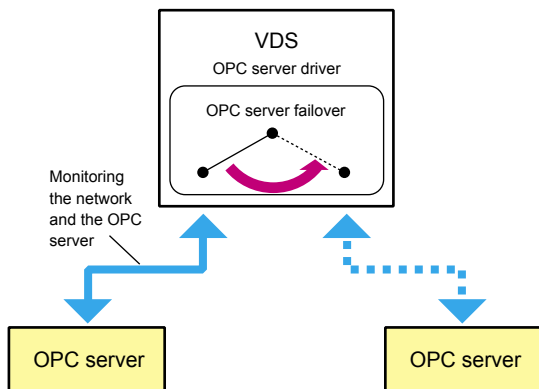 VDS
OPC server driver
OPC server failover
Monitoring
the network
and the OPC
server
OPC server
OPC server